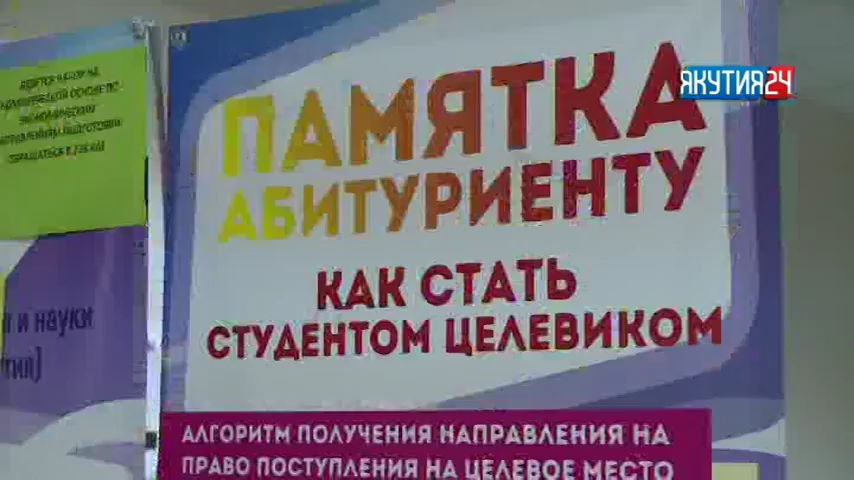 ЯКУТИЯ24
ПАМЯТКА
АБИТУРИЕНТУ
КАК СТАТЬ
СТУДЕНТОМ ЦЕЛЕВИКОМ
АЛГОРИТМ ПОЛУЧЕНИЯ НАПРАВЛЕНИЯ НА
ПРАВО ПОСТУПЛЕНИЯ НА ЦЕЛЕВОЕ МЕСТО
и науки